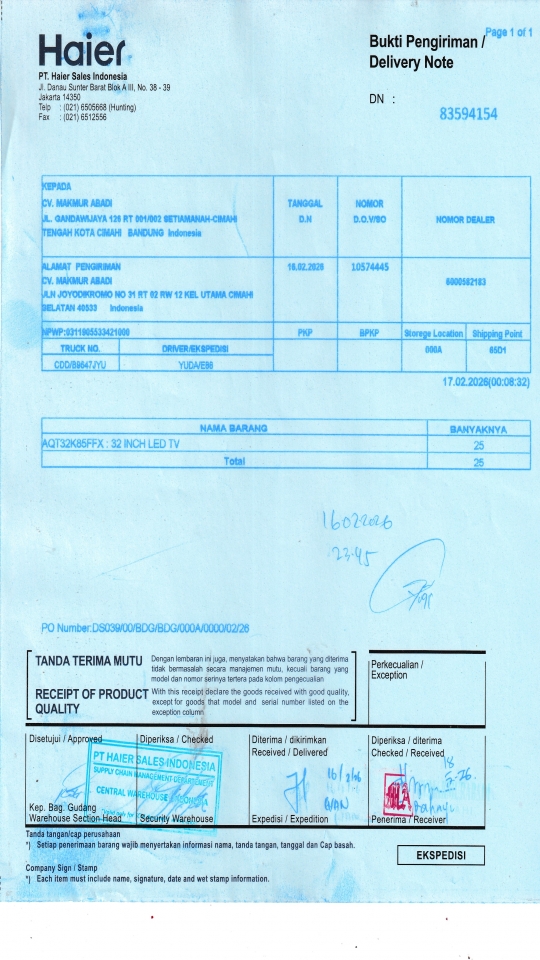 Page 1 of 1
Haier
Bukti Pengiriman /
Delivery Note
PT. Haier Sales Indonesia
Jl. Danau Sunter Barat Blok A III, No. 38 - 39
Jakarta 14350
Telp : (021) 6505668 (Hunting)
Fax : (021) 6512556
DN :
83594154
KEPADA
CV. MAKMUR ABADI
JL. GANDAWIJAYA 126 RT 001/002 SETIAMANAH-CIMAHI
TENGAH KOTA CIMAHI BANDUNG Indonesia
TANGGAL
D.N
NOMOR
D.O.V/SO
NOMOR DEALER
ALAMAT PENGIRIMAN
CV. MAKMUR ABADI
JLN JOYODIKROMO NO 31 RT 02 RW 12 KEL UTAMA CIMAHI
SELATAN 40533 Indonesia
16.02.2026
10574445
NPWP:
PKP
BPKP
Storage Location
Shipping Point
TRUCK NO.
DRIVER/EKSPEDISI
000A
65D1
YUDA/E86
17.02.2026(00:08:32)
NAMA BARANG
BANYAKNYA
AQT32K85FFX : 32 INCH LED TV
25
Total
25
16022026
23.45
PO Number.DS039/00/BDG/BDG/000A/0000/02/26
TANDA TERIMA MUTU
Dengan lembaran ini juga, menyatakan bahwa barang yang diterima
tidak bermasalah secara manajemen mutu, kecuali barang yang
model dan nomor serinya tertera pada kolom pengecualian
RECEIPT OF PRODUCT
QUALITY
With this receipt declare the goods received with good quality,
except for goods that model and serial number listed on the
exception column
Perkecualian /
Exception
Disetujui / Approved
Diperiksa / Checked
Diterima / dikirimkan
Received / Delivered
Diperiksa / diterima
Checked / Received
PT HAIER SALES INDONESIA
SUPPLY CHAIN MANAGEMENT DEPARTEMENT
CENTRAL WAREHOUSE
Kep. Bag. Gudang
Warehouse Section Head
Security Warehouse
Expedisi / Expedition
Penerima / Receiver
Tanda tangan/cap perusahaan
*) Setiap penerimaan barang wajib menyertakan informasi nama, tanda tangan, tanggal dan Cap basah.
EKSPEDISI
Company Sign / Stamp
*) Each item must include name, signature, date and wet stamp information.